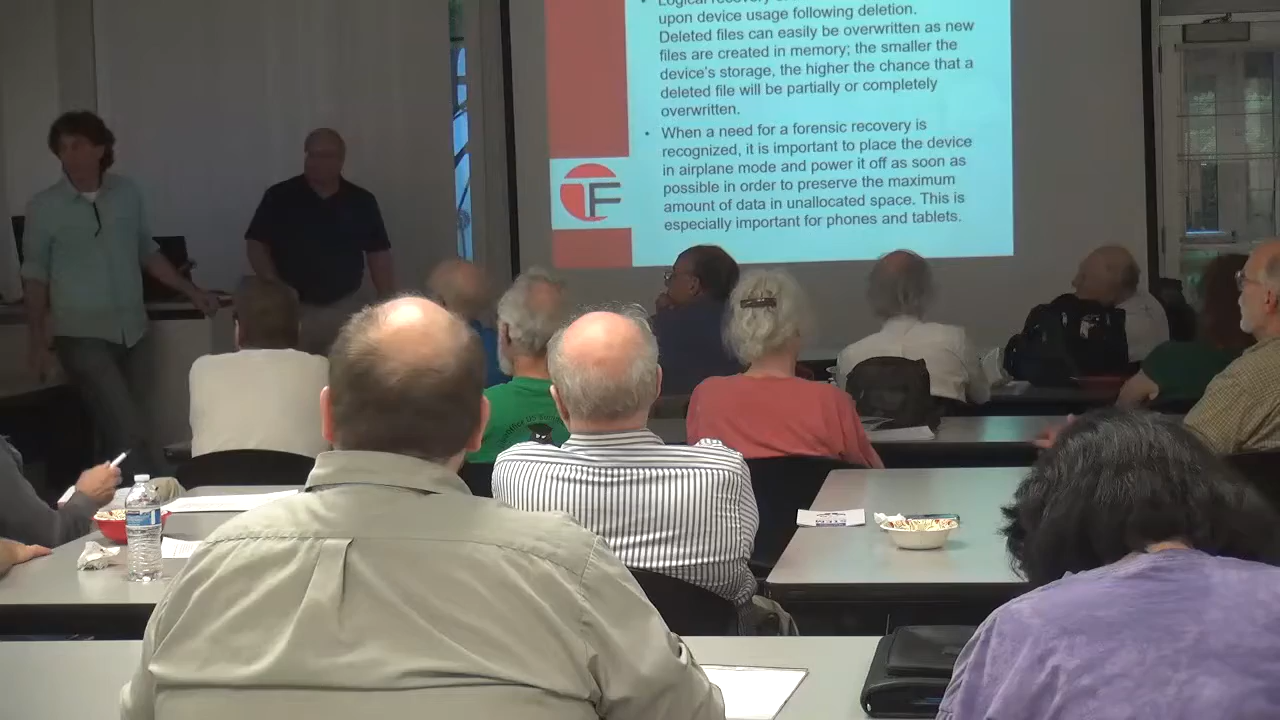 • Logical recovery
upon device usage following deletion.
Deleted files can easily be overwritten as new
files are created in memory; the smaller the
device's storage, the higher the chance that a
deleted file will be partially or completely
overwritten.
• When a need for a forensic recovery is
recognized, it is important to place the device
in airplane mode and power it off as soon as
possible in order to preserve the maximum
amount of data in unallocated space. This is
especially important for phones and tablets.
TF